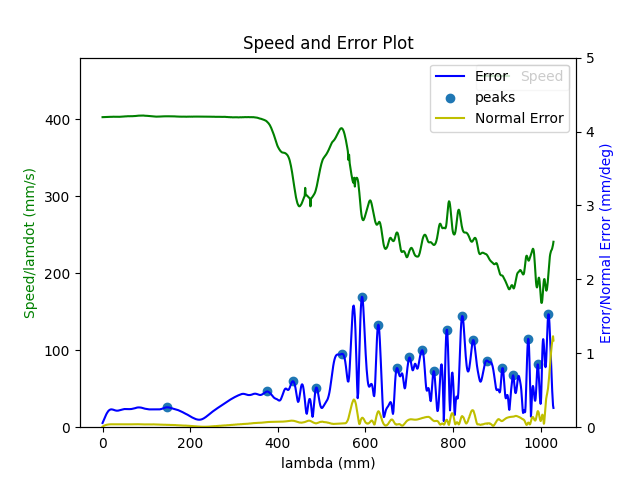 Speed and Error Plot
Speed
Error
peaks
Normal Error
Speed/lamdot (mm/s)
400
300
200
100
0
5
4
3
2
1
0
Error/Normal Error (mm/deg)
0 200 400 600 800 1000
lambda (mm)